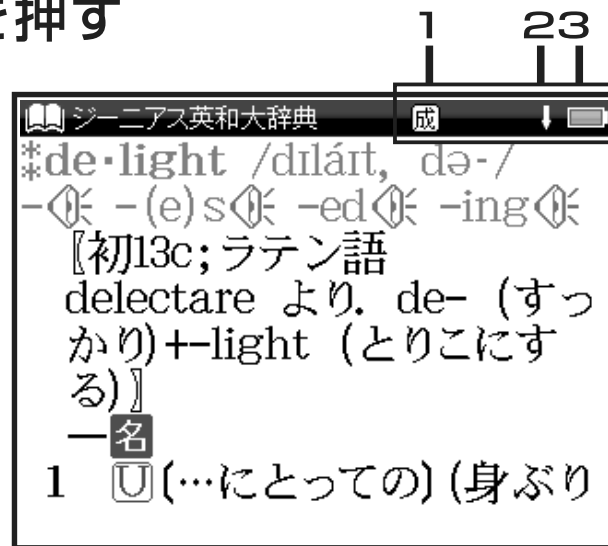 を押す
1 2 3
ジーニアス英和大辞典 成
⁑de・light /dɪláɪt, də-/
- -(e)s -ed -ing
〖初13c;ラテン語
delectare より. de- (すっ
かり)+-light (とりこにす
る)〗
―名
1 U(…にとっての) (身ぶり